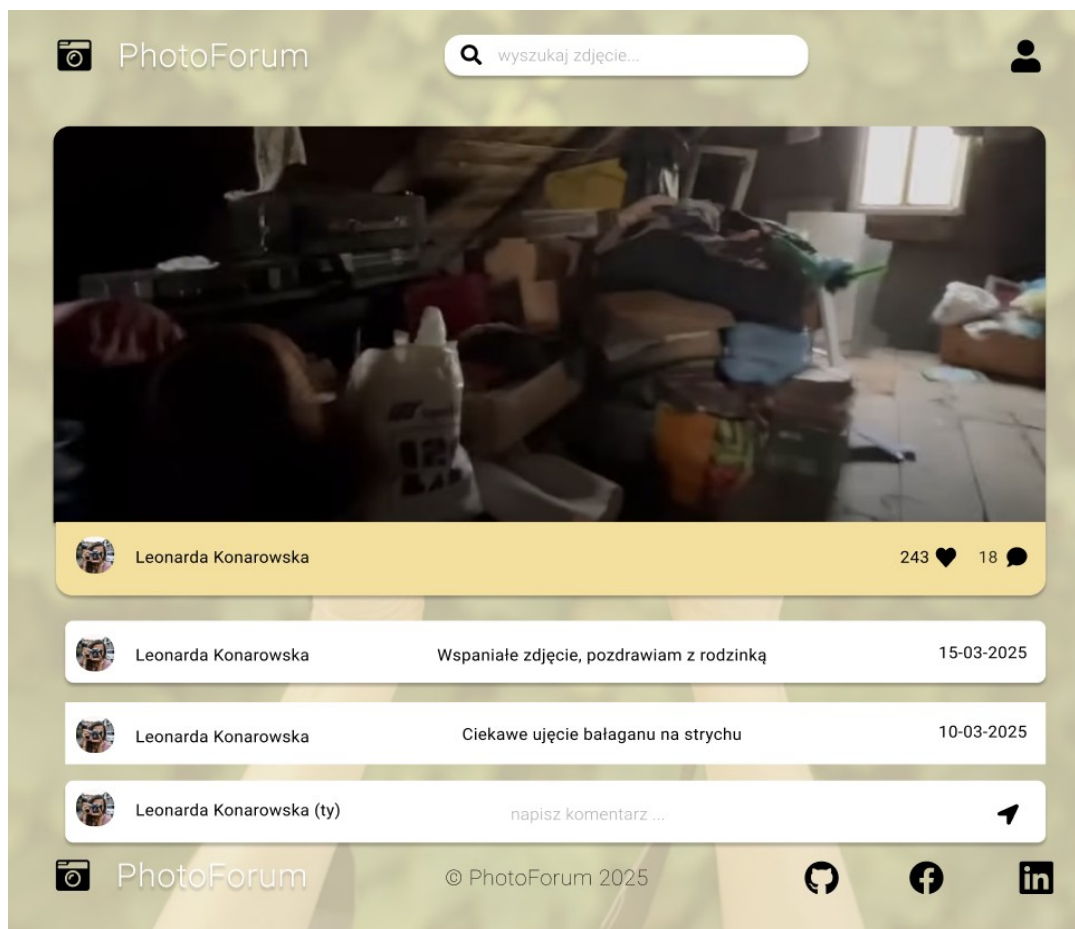 PhotoForum
wyszukaj zdjęcie...
Leonarda Konarowska
243
18
Leonarda Konarowska
Wspaniałe zdjęcie, pozdrawiam z rodzinką
15-03-2025
Leonarda Konarowska
Ciekawe ujęcie bałaganu na strychu
10-03-2025
Leonarda Konarowska (ty)
napisz komentarz ...
PhotoForum
© PhotoForum 2025
in